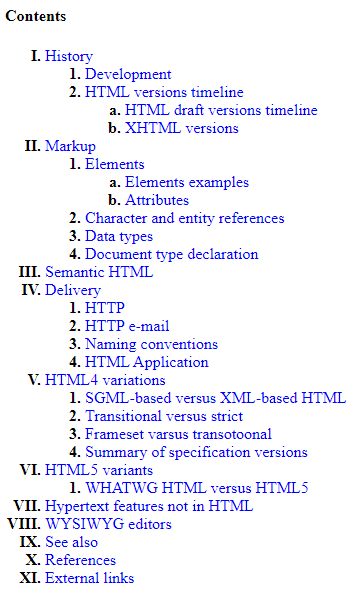 Contents
I. History
1. Development
2. HTML versions timeline
a. HTML draft versions timeline
b. XHTML versions
II. Markup
1. Elements
a. Elements examples
b. Attributes
2. Character and entity references
3. Data types
4. Document type declaration
III. Semantic HTML
IV. Delivery
1. HTTP
2. HTTP e-mail
3. Naming conventions
4. HTML Application
V. HTML4 variations
1. SGML-based versus XML-based HTML
2. Transitional versus strict
3. Frameset varsus transotoonal
4. Summary of specification versions
VI. HTML5 variants
1. WHATWG HTML versus HTML5
VII. Hypertext features not in HTML
VIII. WYSIWYG editors
IX. See also
X. References
XI. External links